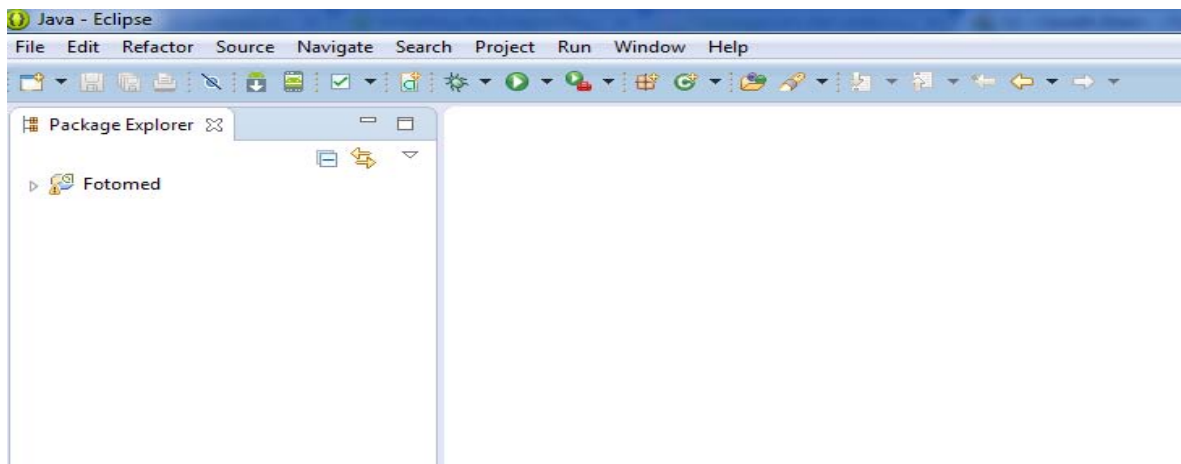 Java - Eclipse
File Edit Refactor Source Navigate Search Project Run Window Help
Package Explorer
Fotomed